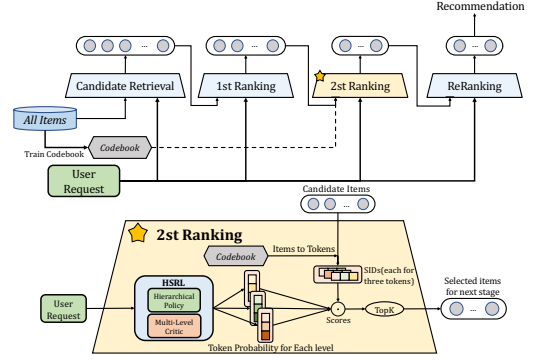 Recommendation
...
...
...
...
Candidate Retrieval
1st Ranking
2st Ranking
ReRanking
All Items
Train Codebook
Codebook
User
Request
Candidate Items
...
2st Ranking
Codebook
Items to Tokens
SIDs(each for
three tokens)
HSRL
Hierarchical
Policy
Multi-Level
Critic
User
Request
Scores
TopK
Selected items
for next stage
...
Token Probability for Each level